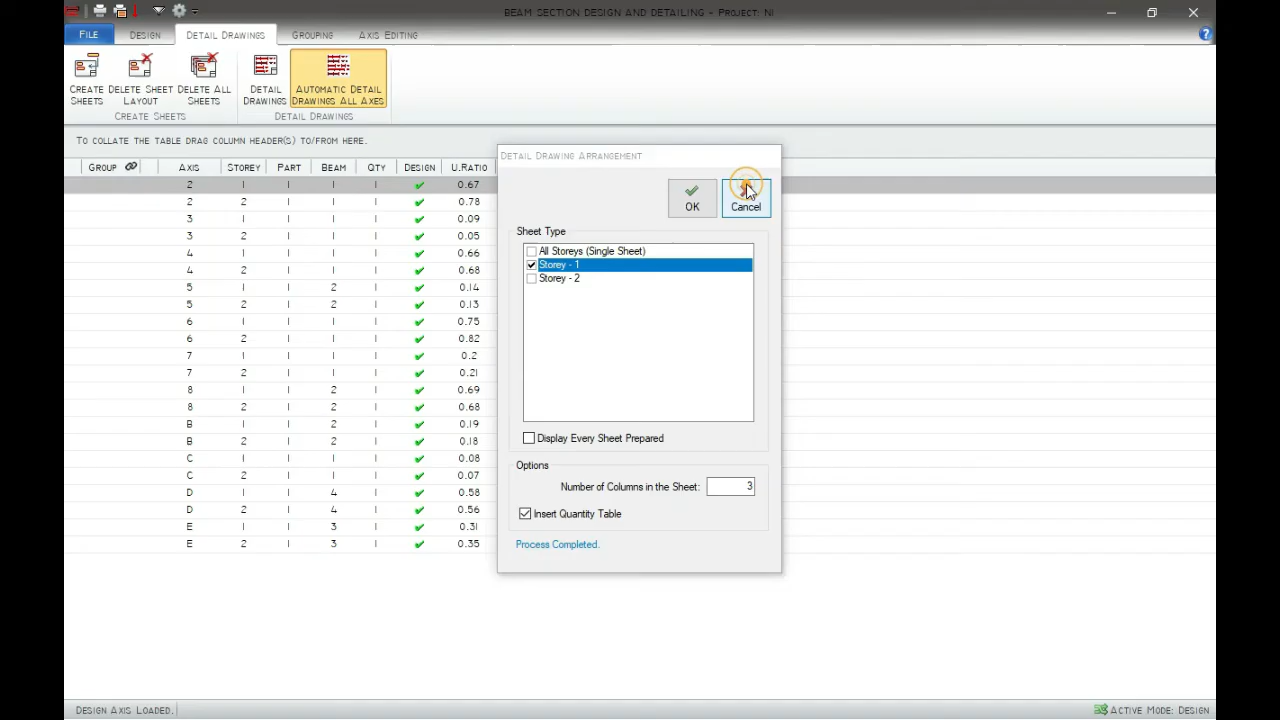 BEAM SECTION DESIGN AND DETAILING - PROJECT: NI
FILE DESIGN DETAIL DRAWINGS GROUPING AXIS EDITING
CREATE SHEETS
DELETE SHEET LAYOUT
DELETE ALL SHEETS
DETAIL DRAWINGS
AUTOMATIC DETAIL DRAWINGS ALL AXES
CREATE SHEETS DETAIL DRAWINGS
TO COLLATE THE TABLE DRAG COLUMN HEADER(S) TO/FROM HERE.
GROUP AXIS STOREY PART BEAM QTY DESIGN U.RATIO
2 1 1 1 1 ✔ 0.67
2 2 1 1 1 ✔ 0.78
3 1 1 1 1 ✔ 0.09
3 2 1 1 1 ✔ 0.05
4 1 1 1 1 ✔ 0.66
4 2 1 1 1 ✔ 0.68
5 1 1 2 1 ✔ 0.14
5 2 1 2 1 ✔ 0.13
6 1 1 1 1 ✔ 0.75
6 2 1 1 1 ✔ 0.82
7 1 1 1 1 ✔ 0.2
7 2 1 1 1 ✔ 0.21
8 1 1 2 1 ✔ 0.69
8 2 1 2 1 ✔ 0.68
B 1 1 2 1 ✔ 0.19
B 2 1 2 1 ✔ 0.18
C 1 1 1 1 ✔ 0.08
C 2 1 1 1 ✔ 0.07
D 1 1 4 1 ✔ 0.58
D 2 1 4 1 ✔ 0.56
E 1 1 3 1 ✔ 0.31
E 2 1 3 1 ✔ 0.35
DETAIL DRAWING ARRANGEMENT
OK Cancel
Sheet Type
All Storeys (Single Sheet)
Storey - 1
Storey - 2
Display Every Sheet Prepared
Options
Number of Columns in the Sheet: 3
Insert Quantity Table
Process Completed.
DESIGN AXIS LOADED. ACTIVE MODE: DESIGN